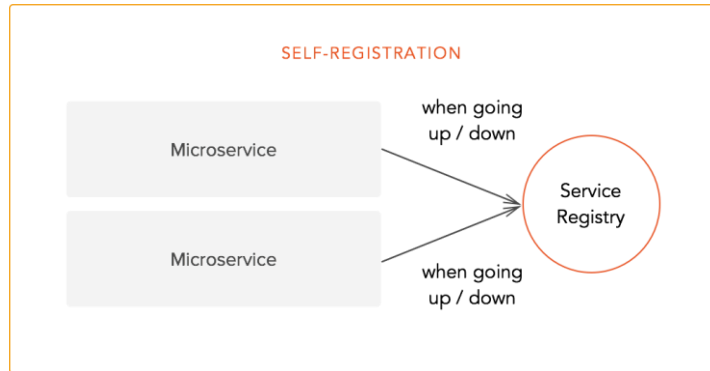 SELF-REGISTRATION
when going
up / down
Microservice
Service
Registry
Microservice
when going
up / down